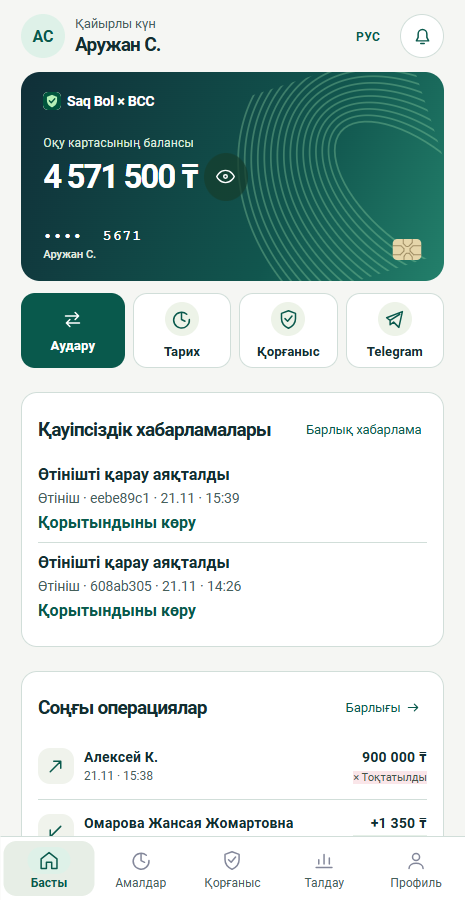 АС
Қайырлы күн
Аружан С.
РУС
Saq Bol × BCC
Оқу картасының балансы
4 571 500 ₸
•••• 5671
Аружан С.
Аудару
Тарих
Қорғаныс
Telegram
Қауіпсіздік хабарламалары
Барлық хабарлама
Өтінішті қарау аяқталды
Өтініш · eebe89c1 · 21.11 · 15:39
Қорытындыны көру
Өтінішті қарау аяқталды
Өтініш · 608ab305 · 21.11 · 14:26
Қорытындыны көру
Соңғы операциялар
Барлығы →
Алексей К.
900 000 ₸
21.11 · 15:38
× Тоқтатылды
Омарова Жансая Жомартовна
+1 350 ₸
Басты
Амалдар
Қорғаныс
Талдау
Профиль